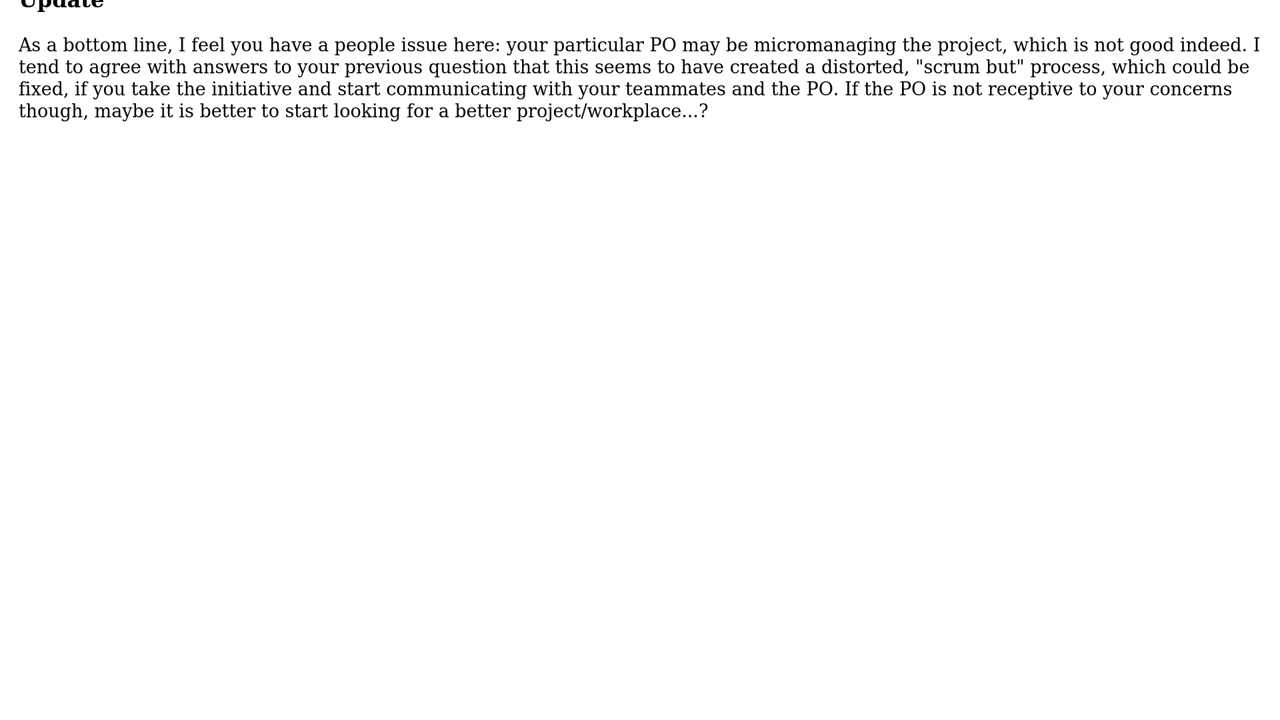 Update
As a bottom line, I feel you have a people issue here: your particular PO may be micromanaging the project, which is not good indeed. I
tend to agree with answers to your previous question that this seems to have created a distorted, "scrum but" process, which could be
fixed, if you take the initiative and start communicating with your teammates and the PO. If the PO is not receptive to your concerns
though, maybe it is better to start looking for a better project/workplace...?